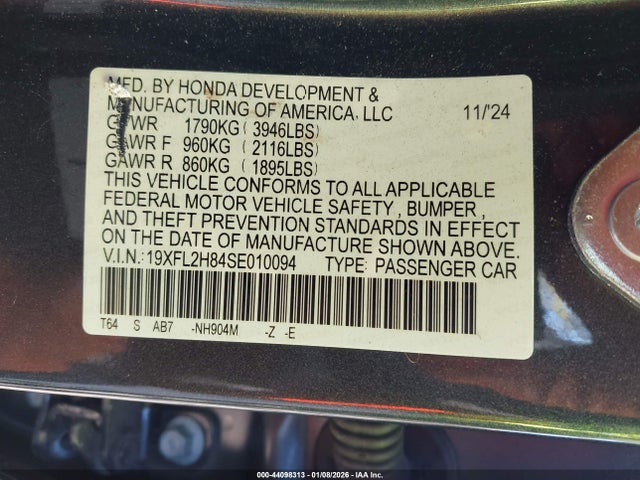 MFD. BY HONDA DEVELOPMENT &
MANUFACTURING OF AMERICA, LLC 11/'24
GVWR 1790KG ( 3946LBS)
GAWR F 960KG ( 2116LBS)
GAWR R 860KG ( 1895LBS)
THIS VEHICLE CONFORMS TO ALL APPLICABLE
FEDERAL MOTOR VEHICLE SAFETY , BUMPER ,
AND THEFT PREVENTION STANDARDS IN EFFECT
ON THE DATE OF MANUFACTURE SHOWN ABOVE.
V.I.N.:19XFL2H84SE010094 TYPE: PASSENGER CAR
T64 S AB7 -NH904M -Z -E
000-44098313 - 01/08/2026 - IAA Inc.